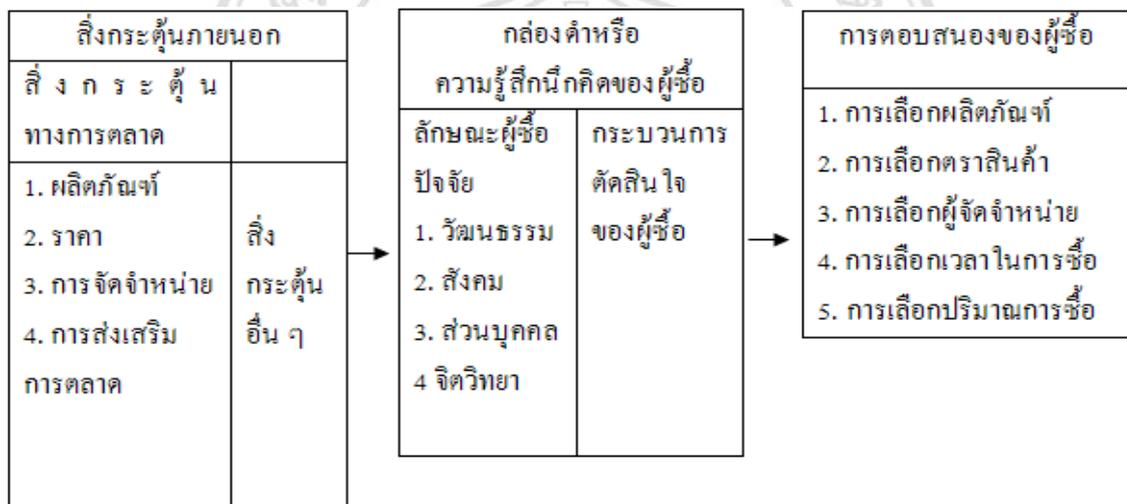 สิ่งกระตุ้นภายนอก
สิ่งกระตุ้น
ทางการตลาด
1. ผลิตภัณฑ์
2. ราคา
3. การจัดจำหน่าย
4. การส่งเสริม
การตลาด
สิ่ง
กระตุ้น
อื่น ๆ
กล่องดำหรือ
ความรู้สึกนึกคิดของผู้ซื้อ
ลักษณะผู้ซื้อ
ปัจจัย
1. วัฒนธรรม
2. สังคม
3. ส่วนบุคคล
4 จิตวิทยา
กระบวนการ
ตัดสินใจ
ของผู้ซื้อ
การตอบสนองของผู้ซื้อ
1. การเลือกผลิตภัณฑ์
2. การเลือกตราสินค้า
3. การเลือกผู้จัดจำหน่าย
4. การเลือกเวลาในการซื้อ
5. การเลือกปริมาณการซื้อ